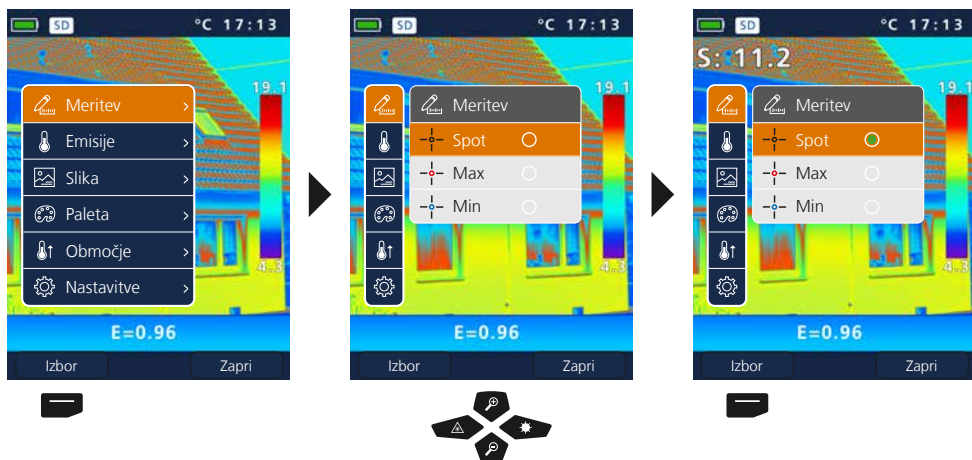 SD °C 17:13
19.1
Meritev
Emisije
Slika
Paleta
Območje
Nastavitve
4.3
E=0.96
Izbor Zapri
SD °C 17:13
19.1
Meritev
Spot
Max
Min
4.3
E=0.96
Izbor Zapri
SD °C 17:13
S: 11.2
19.1
Meritev
Spot
Max
Min
4.3
E=0.96
Izbor Zapri